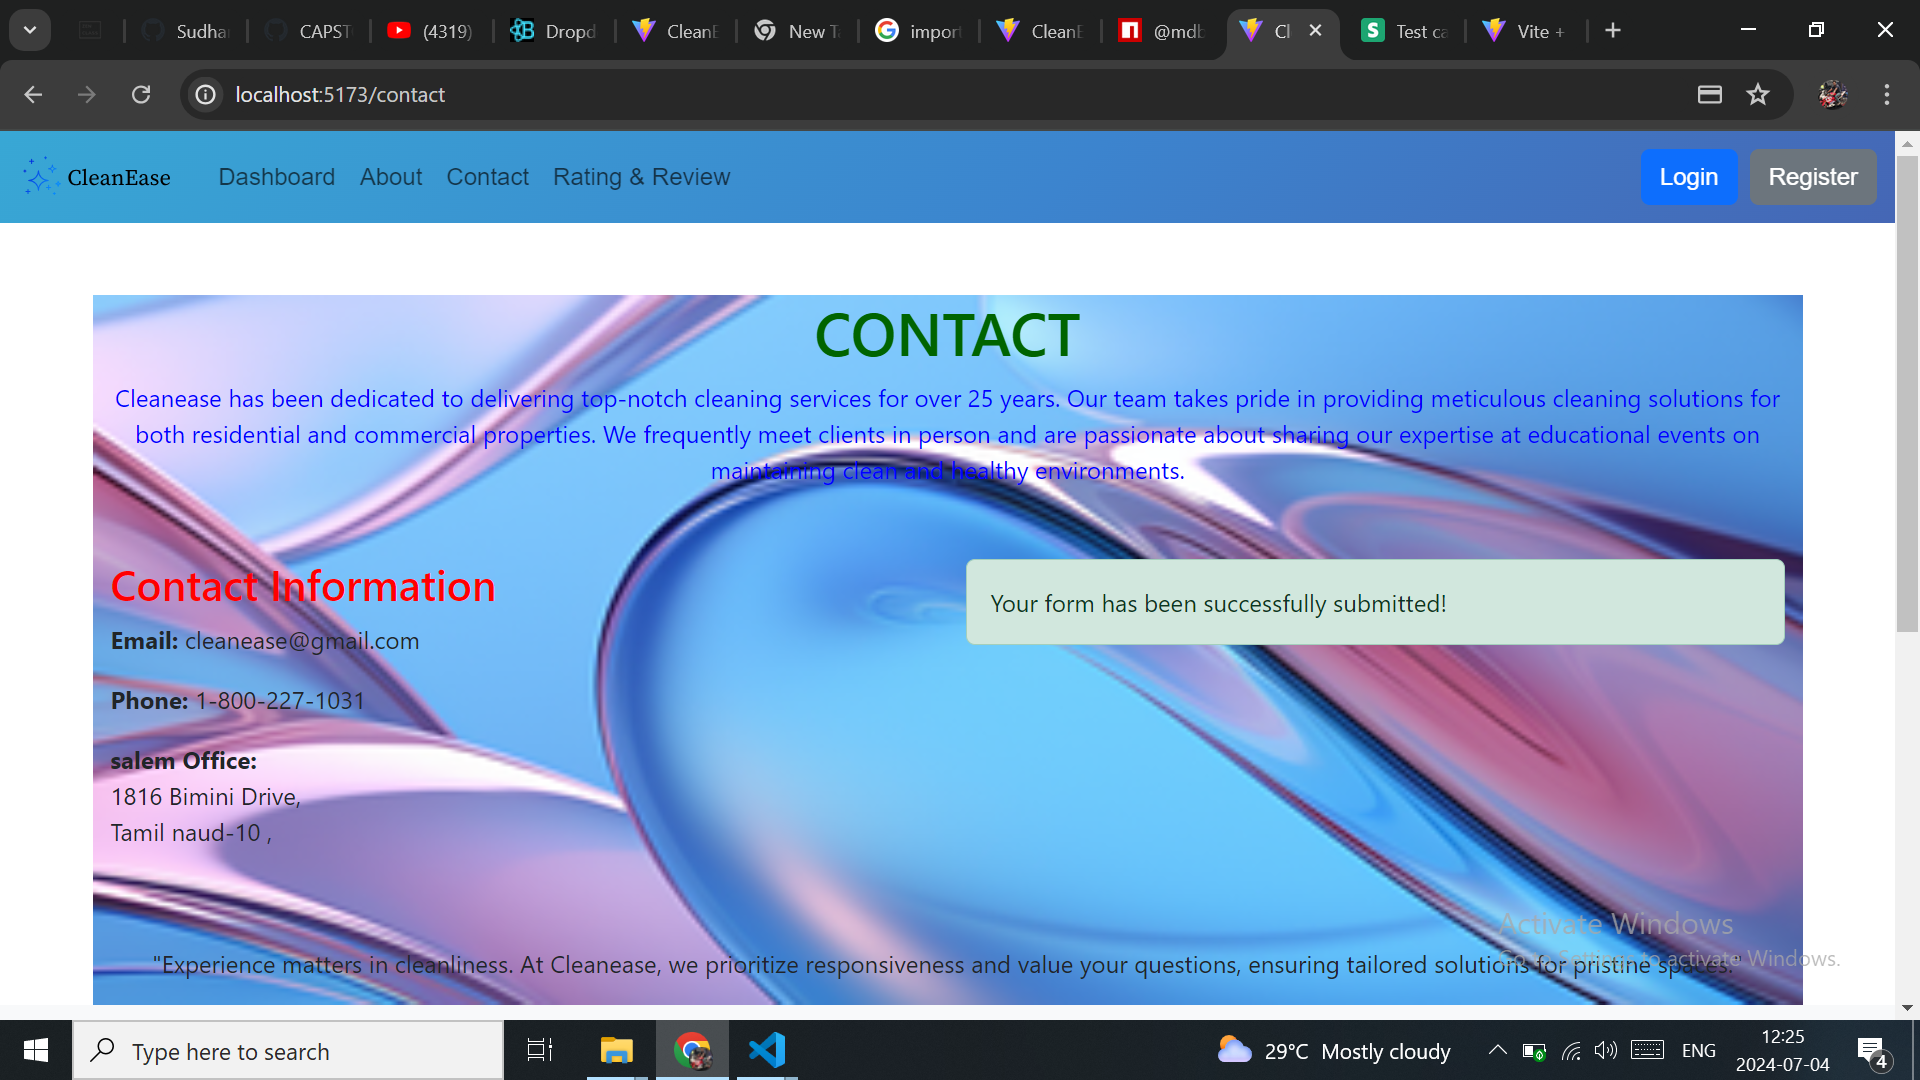 Sudha
CAPST
(4319)
Dropd
CleanE
New T
import
CleanE
@mdb
Cl
Test ca
Vite +
localhost:5173/contact
CleanEase
Dashboard
About
Contact
Rating & Review
Login
Register
CONTACT
Cleanease has been dedicated to delivering top-notch cleaning services for over 25 years. Our team takes pride in providing meticulous cleaning solutions for
both residential and commercial properties. We frequently meet clients in person and are passionate about sharing our expertise at educational events on
maintaining clean and healthy environments.
Contact Information
Your form has been successfully submitted!
Email: cleanease@gmail.com
Phone: 1-800-227-1031
salem Office:
1816 Bimini Drive,
Tamil naud-10 ,
Activate Windows
Go to Settings to activate Windows.
"Experience matters in cleanliness. At Cleanease, we prioritize responsiveness and value your questions, ensuring tailored solutions for pristine spaces."
Type here to search
29°C Mostly cloudy
ENG
12:25
2024-07-04
4